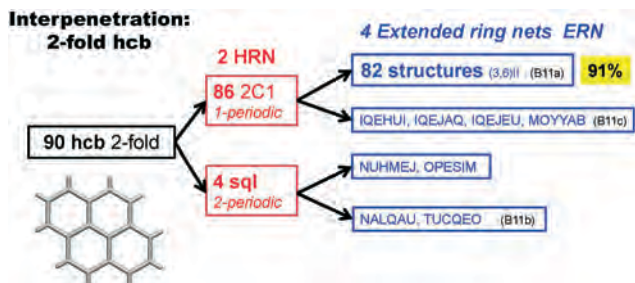 Interpenetration:
2-fold hcb
4 Extended ring nets ERN
2 HRN
82 structures (3,6)II (B11a) 91%
86 2C1
1-periodic
IQEHUI, IQEJAQ, IQEJEU, MOYYAB (B11c)
90 hcb 2-fold
4 sql
2-periodic
NUHMEJ, OPESIM
NALQAU, TUCQEO (B11b)